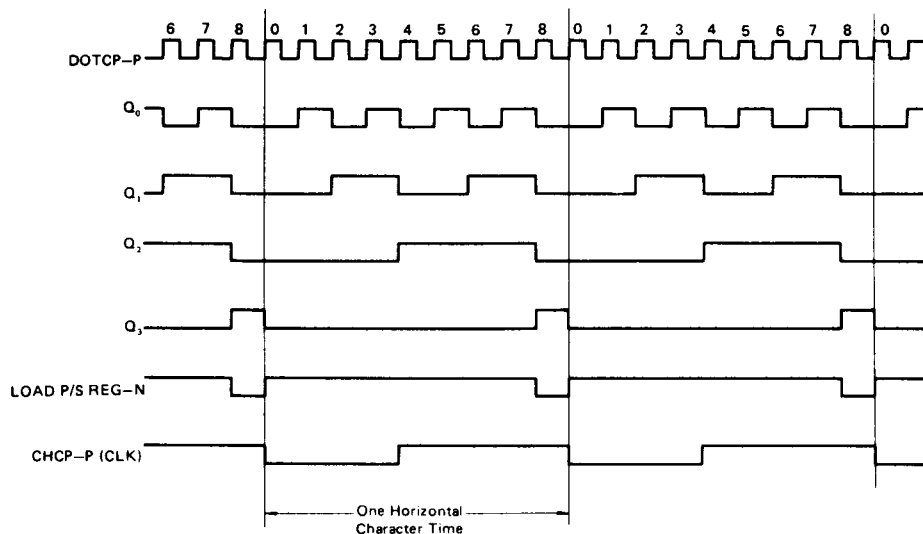 6 7 8 0 1 2 3 4 5 6 7 8 0 1 2 3 4 5 6 7 8 0
DOTCP–P
Q0
Q1
Q2
Q3
LOAD P/S REG–N
CHCP–P (CLK)
One Horizontal
Character Time